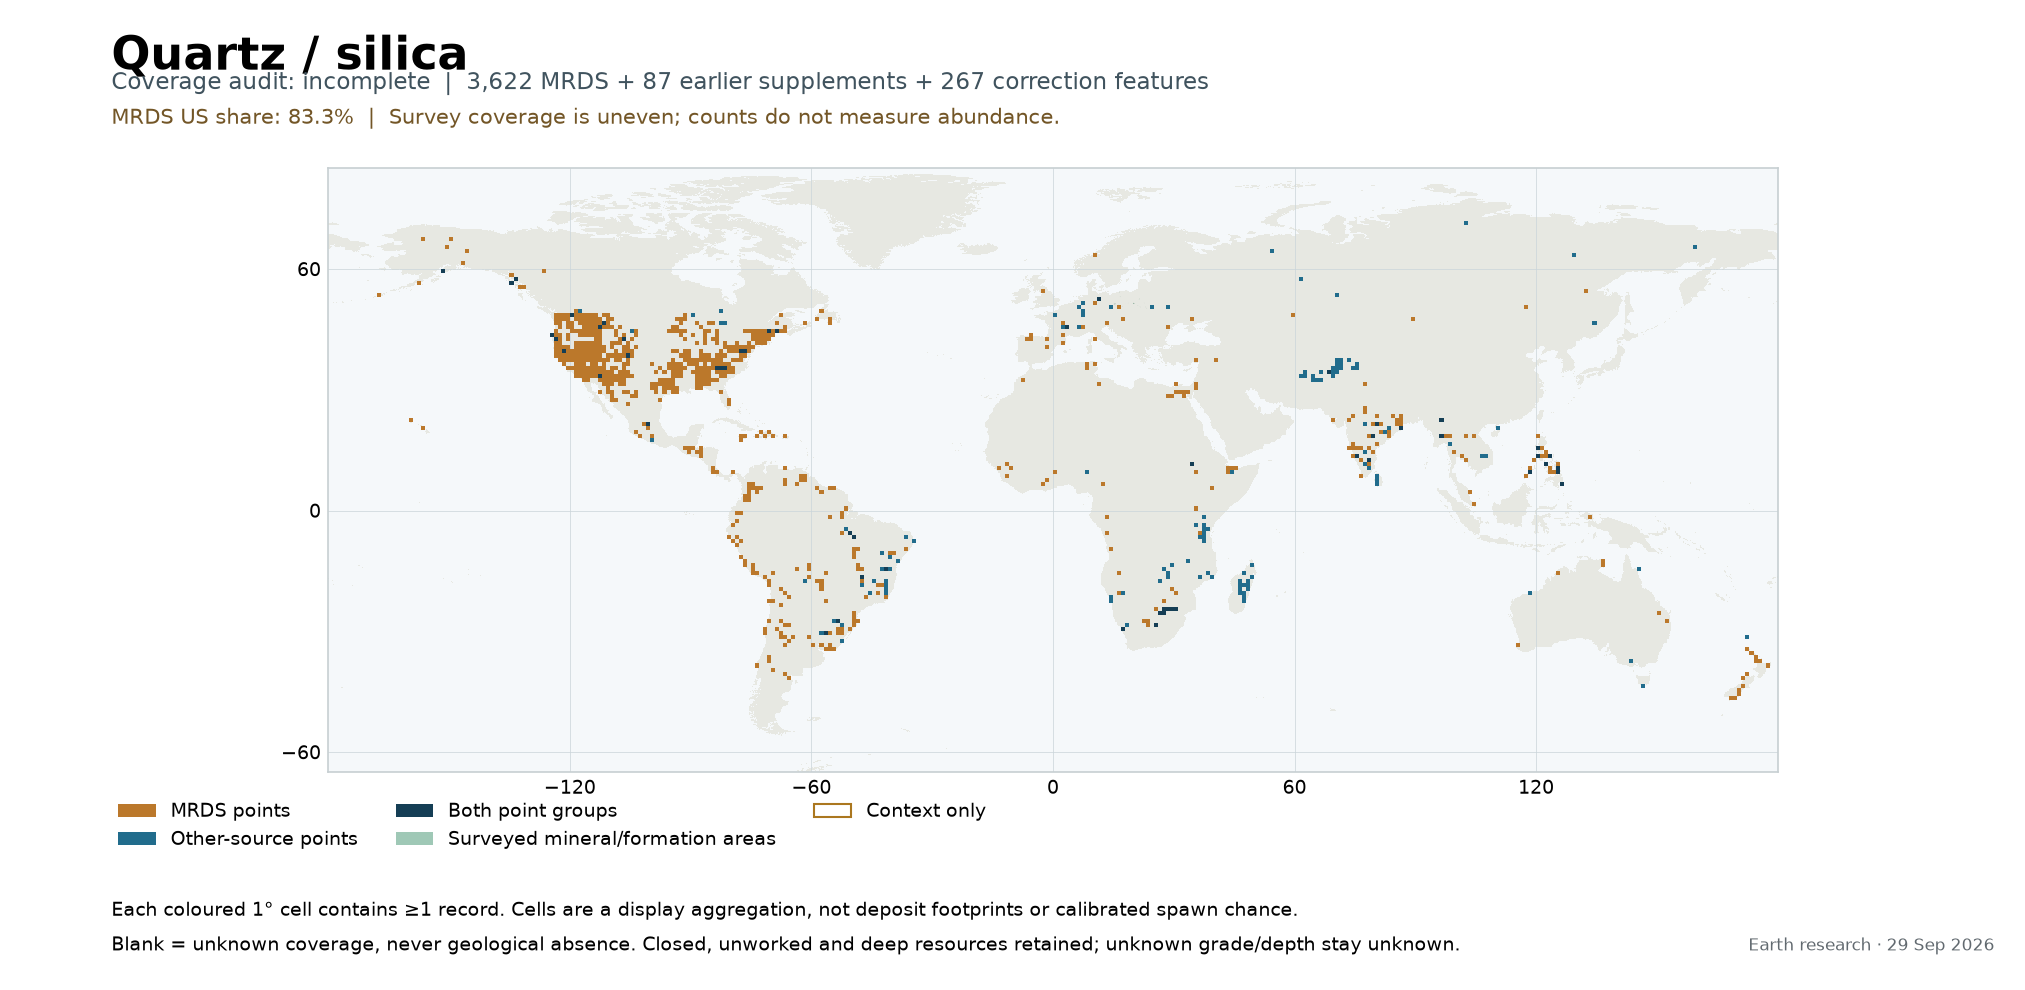 Quartz / silica
Coverage audit: incomplete | 3,622 MRDS + 87 earlier supplements + 267 correction features
MRDS US share: 83.3% | Survey coverage is uneven; counts do not measure abundance.
60
0
−60
−120
−60
0
60
120
MRDS points
Both point groups
Context only
Other-source points
Surveyed mineral/formation areas
Each coloured 1° cell contains ≥1 record. Cells are a display aggregation, not deposit footprints or calibrated spawn chance.
Blank = unknown coverage, never geological absence. Closed, unworked and deep resources retained; unknown grade/depth stay unknown.
Earth research · 29 Sep 2026